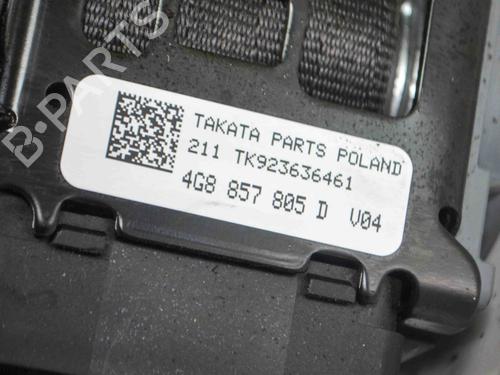 B-PARTS
TAKATA PARTS POLAND
211 TK923636461
4G8 857 805 D V04